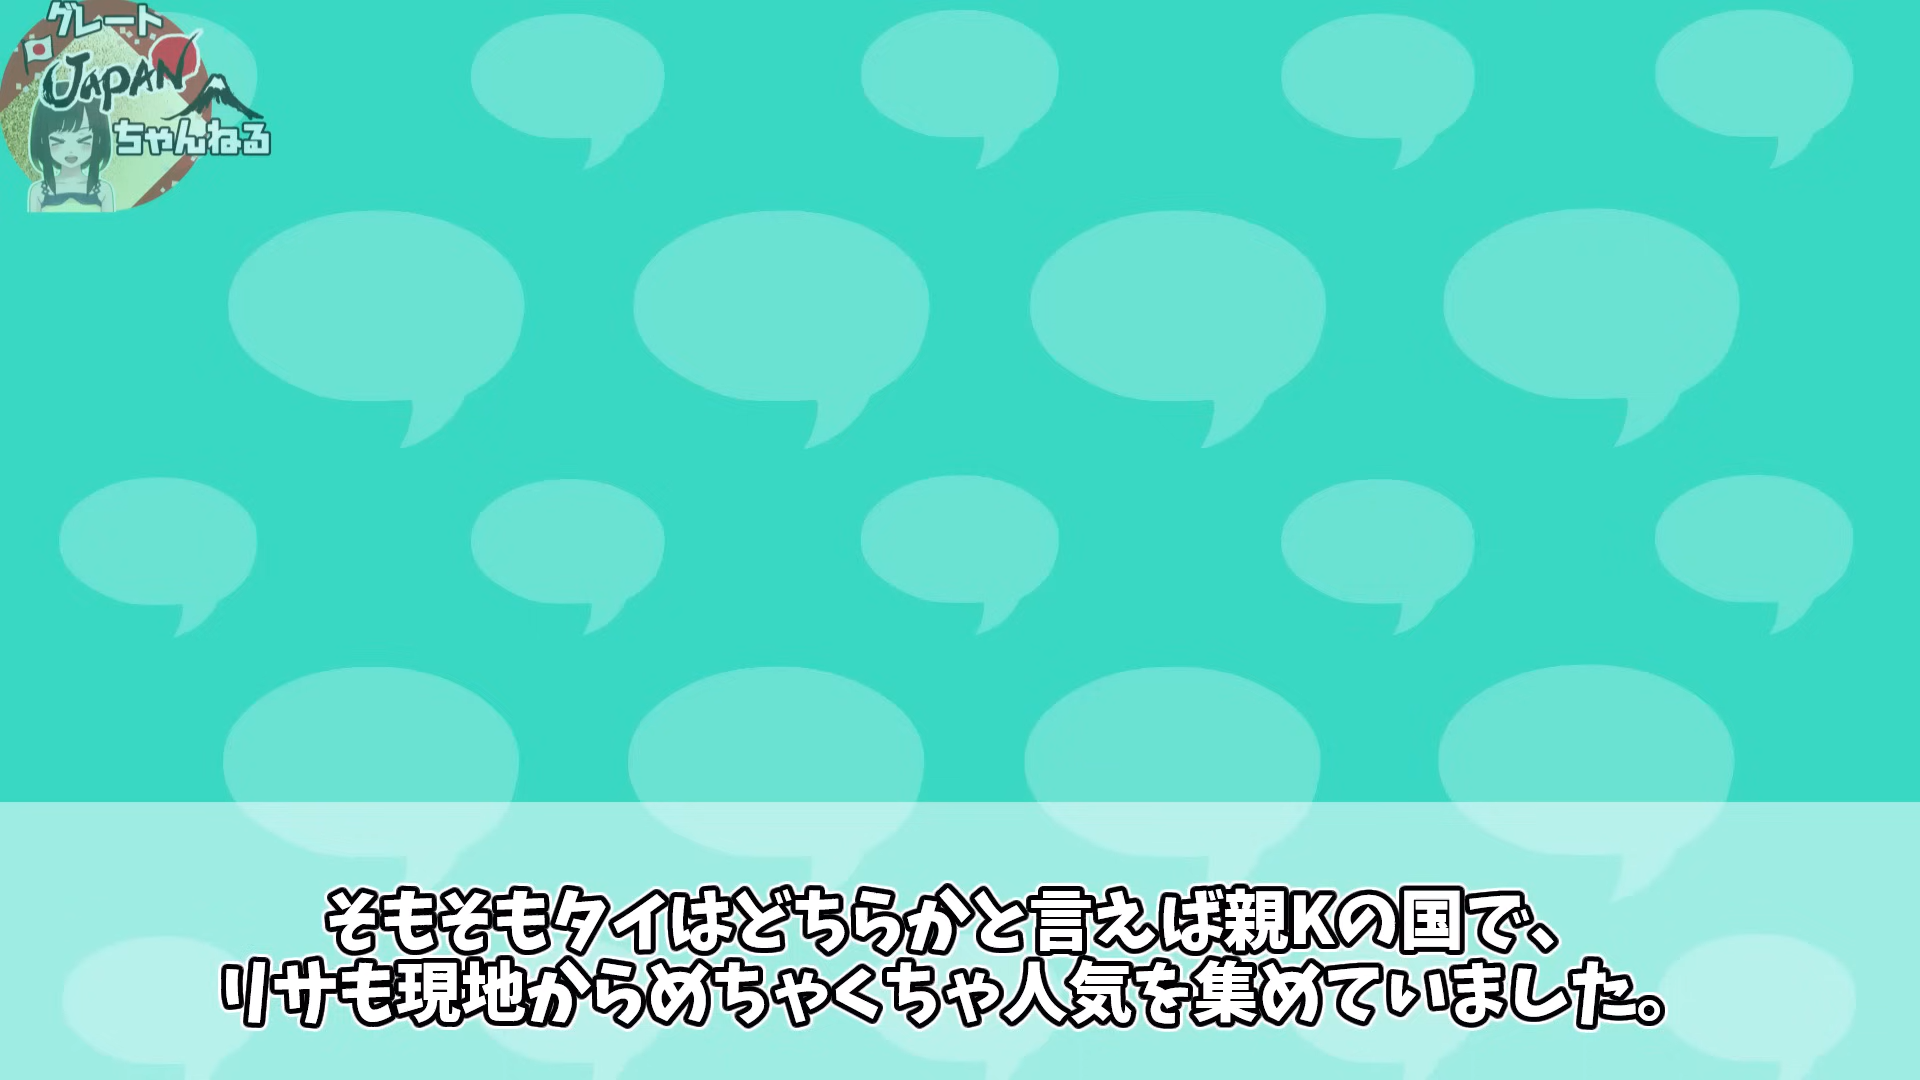 グレート
JAPAN
ちゃんねる
そもそもタイはどちらかと言えば親Kの国で、
リサも現地からめちゃくちゃ人気を集めていました。